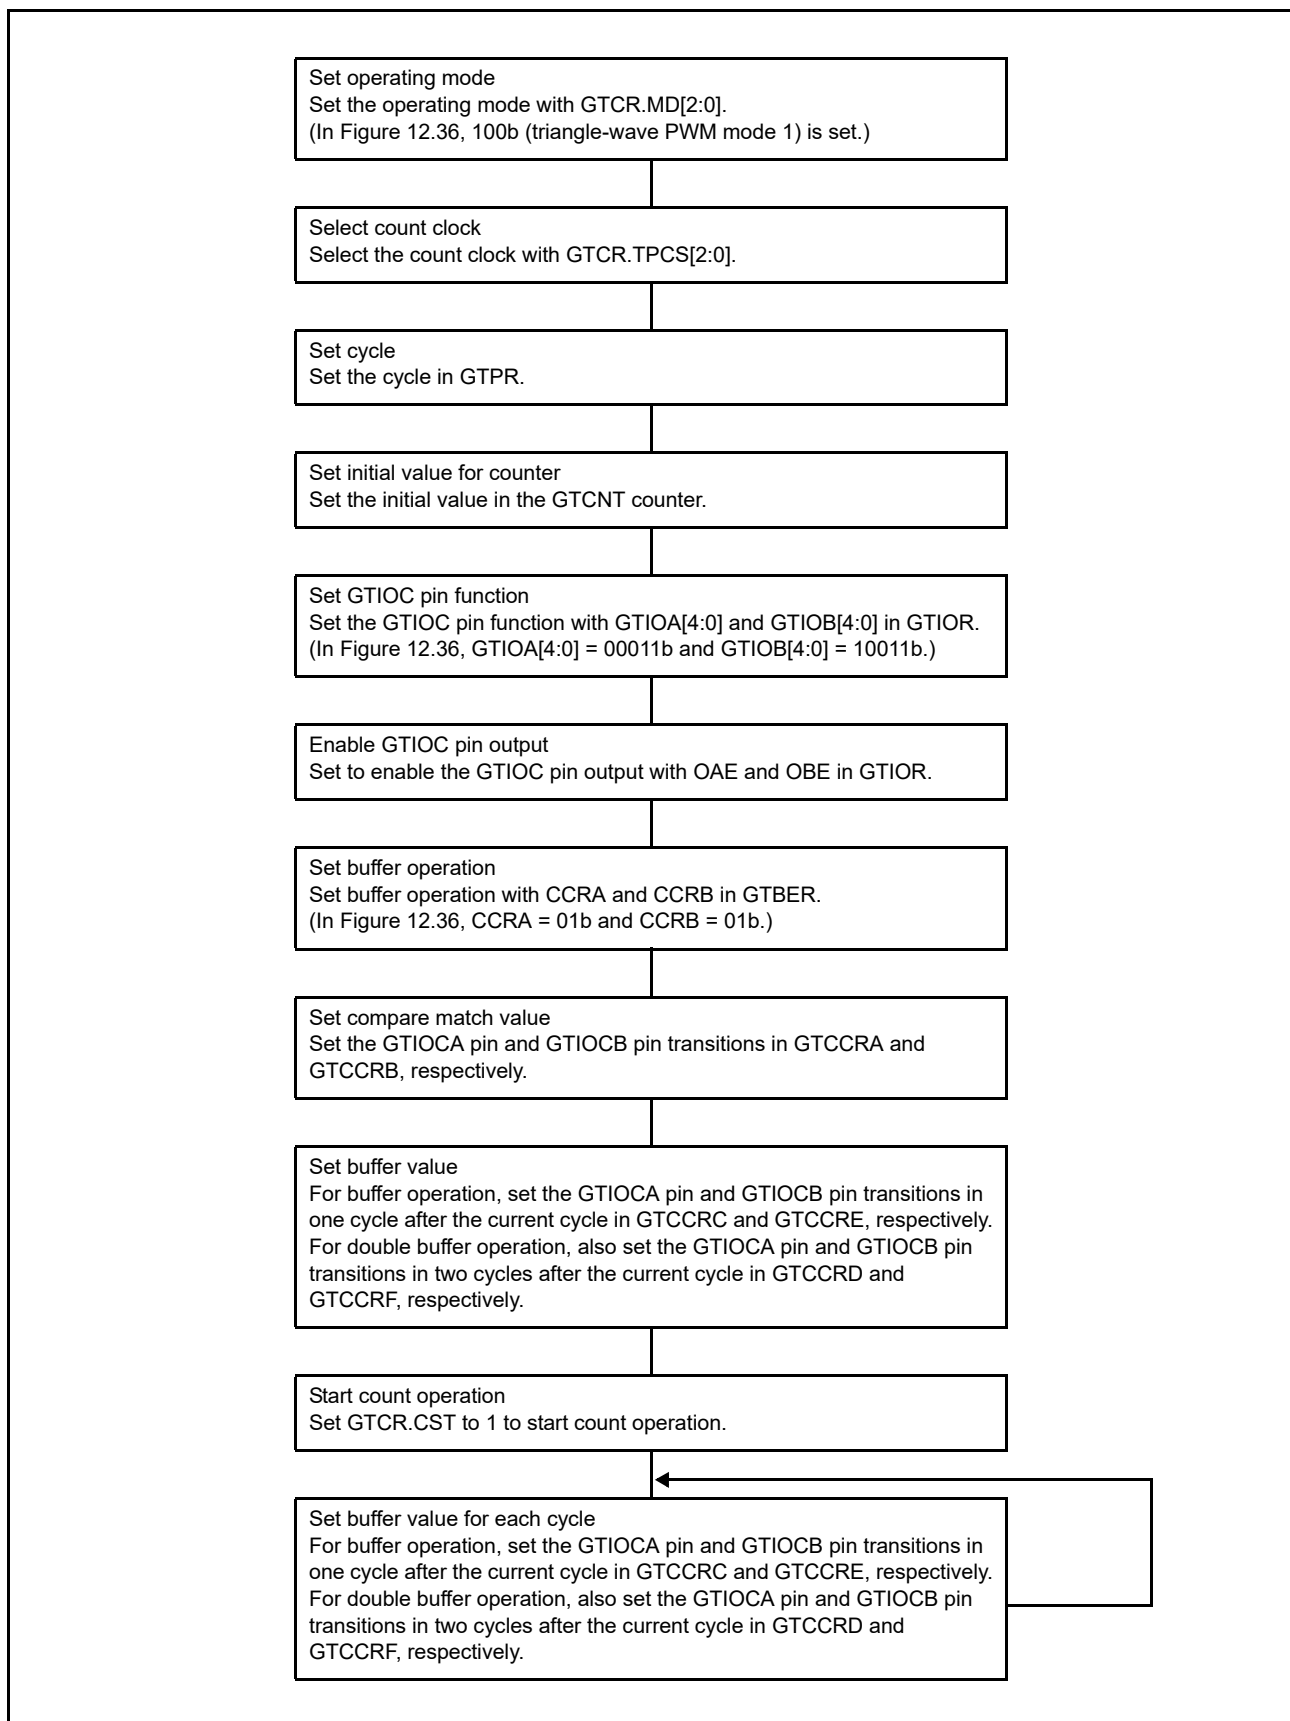 Set operating mode
Set the operating mode with GTCR.MD[2:0].
(In Figure 12.36, 100b (triangle-wave PWM mode 1) is set.)
Select count clock
Select the count clock with GTCR.TPCS[2:0].
Set cycle
Set the cycle in GTPR.
Set initial value for counter
Set the initial value in the GTCNT counter.
Set GTIOC pin function
Set the GTIOC pin function with GTIOA[4:0] and GTIOB[4:0] in GTIOR.
(In Figure 12.36, GTIOA[4:0] = 00011b and GTIOB[4:0] = 10011b.)
Enable GTIOC pin output
Set to enable the GTIOC pin output with OAE and OBE in GTIOR.
Set buffer operation
Set buffer operation with CCRA and CCRB in GTBER.
(In Figure 12.36, CCRA = 01b and CCRB = 01b.)
Set compare match value
Set the GTIOCA pin and GTIOCB pin transitions in GTCCRA and
GTCCRB, respectively.
Set buffer value
For buffer operation, set the GTIOCA pin and GTIOCB pin transitions in
one cycle after the current cycle in GTCCRC and GTCCRE, respectively.
For double buffer operation, also set the GTIOCA pin and GTIOCB pin
transitions in two cycles after the current cycle in GTCCRD and
GTCCRF, respectively.
Start count operation
Set GTCR.CST to 1 to start count operation.
Set buffer value for each cycle
For buffer operation, set the GTIOCA pin and GTIOCB pin transitions in
one cycle after the current cycle in GTCCRC and GTCCRE, respectively.
For double buffer operation, also set the GTIOCA pin and GTIOCB pin
transitions in two cycles after the current cycle in GTCCRD and
GTCCRF, respectively.